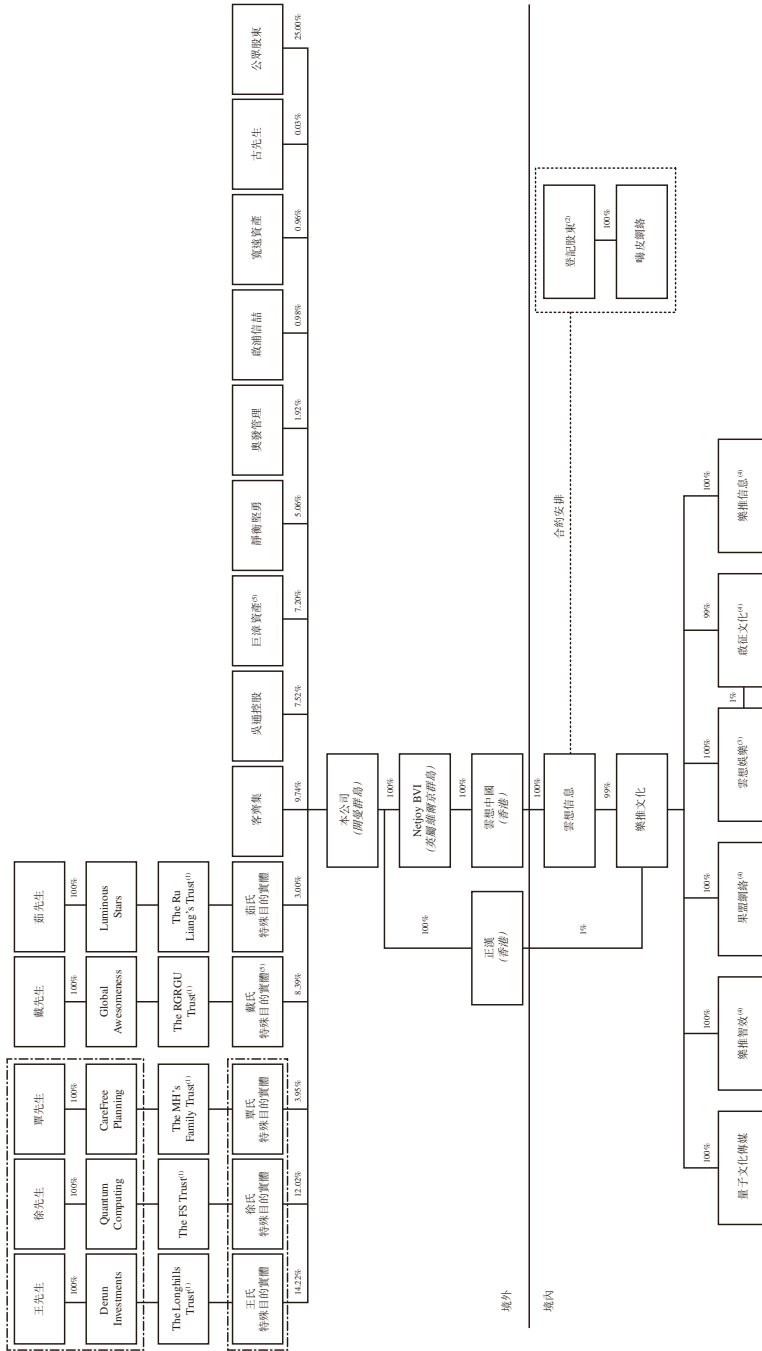 王先生
徐先生
覃先生
戴先生
茹先生
100%
100%
100%
100%
100%
Derun
Investments
Quantum
Computing
CareFree
Planning
Global
Awesomeness
Luminous
Stars
The Longhills
Trust(1)
The FS Trust(1)
The MH's
Family Trust(1)
The RGRGU
Trust(1)
The Ru
Liang's Trust(1)
王氏
特殊目的實體
徐氏
特殊目的實體
覃氏
特殊目的實體
戴氏
特殊目的實體(5)
茹氏
特殊目的實體
客齊集
吳通控股
巨漳資產(5)
靜衡堅勇
奧發管理
啟浦信喆
寬遠資產
古先生
公眾股東
14.22%
12.02%
3.95%
8.39%
3.00%
9.74%
7.52%
7.20%
5.06%
1.92%
0.98%
0.96%
0.03%
25.00%
本公司
(開曼群島)
100%
100%
Netjoy BVI
(英屬維爾京群島)
100%
正漢
(香港)
雲想中國
(香港)
境外
境內
100%
1%
雲想信息
合約安排
登記股東(2)
100%
嗨皮網絡
99%
樂推文化
100%
100%
100%
100%
99%
100%
1%
量子文化傳媒
樂推智效(4)
果盟網絡(4)
雲想娛樂(3)
啟征文化(4)
樂推信息(4)